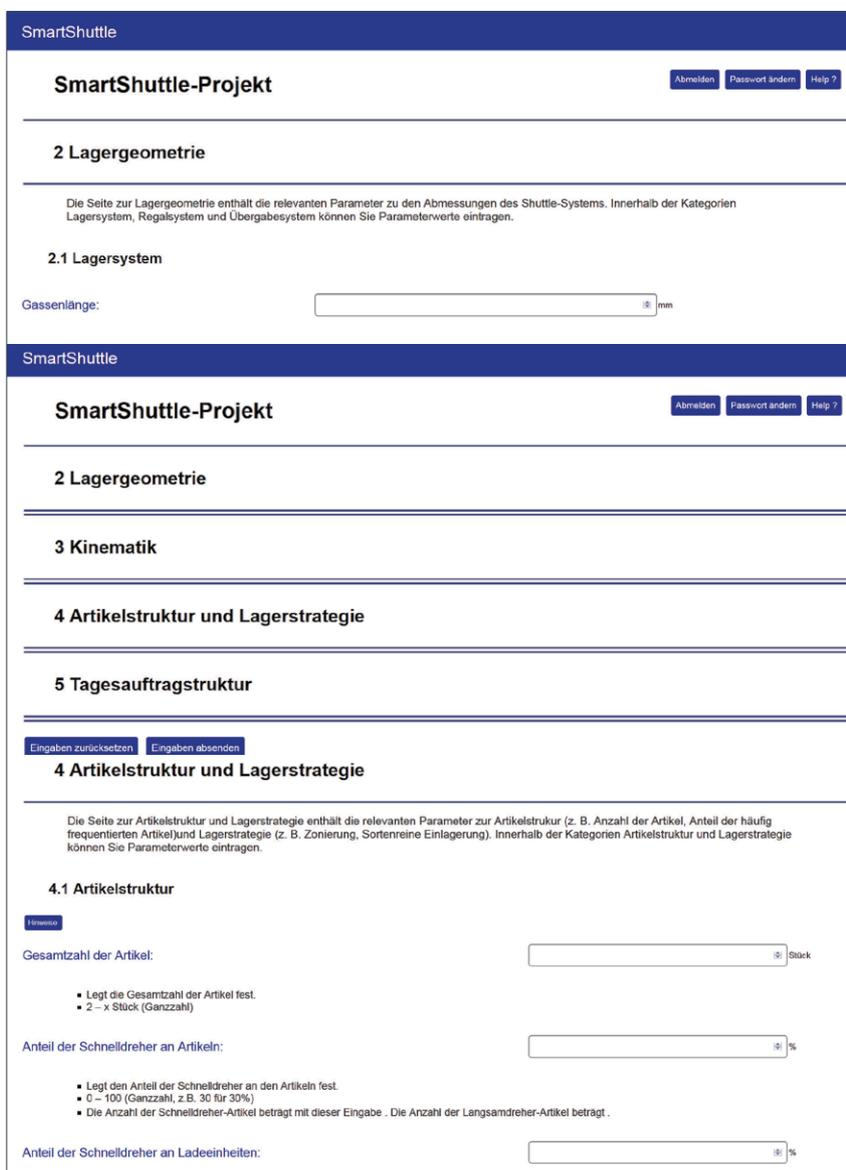 SmartShuttle
SmartShuttle-Projekt
Abmelden Passwort ändern Help ?
2 Lagergeometrie
Die Seite zur Lagergeometrie enthält die relevanten Parameter zu den Abmessungen des Shuttle-Systems. Innerhalb der Kategorien
Lagersystem, Regalsystem und Übergabesystem können Sie Parameterwerte eintragen.
2.1 Lagersystem
Gassenlänge: mm
SmartShuttle
SmartShuttle-Projekt
Abmelden Passwort ändern Help ?
2 Lagergeometrie
3 Kinematik
4 Artikelstruktur und Lagerstrategie
5 Tagesauftragstruktur
Eingaben zurücksetzen Eingaben absenden
4 Artikelstruktur und Lagerstrategie
Die Seite zur Artikelstruktur und Lagerstrategie enthält die relevanten Parameter zur Artikelstrukur (z. B. Anzahl der Artikel, Anteil der häufig
frequentierten Artikel)und Lagerstrategie (z. B. Zonierung, Sortenreine Einlagerung). Innerhalb der Kategorien Artikelstruktur und Lagerstrategie
können Sie Parameterwerte eintragen.
4.1 Artikelstruktur
Hinweise
Gesamtzahl der Artikel: Stück
▪ Legt die Gesamtzahl der Artikel fest.
▪ 2 – x Stück (Ganzzahl)
Anteil der Schnelldreher an Artikeln: %
▪ Legt den Anteil der Schnelldreher an den Artikeln fest.
▪ 0 – 100 (Ganzzahl, z.B. 30 für 30%)
▪ Die Anzahl der Schnelldreher-Artikel beträgt mit dieser Eingabe . Die Anzahl der Langsamdreher-Artikel beträgt .
Anteil der Schnelldreher an Ladeeinheiten: %